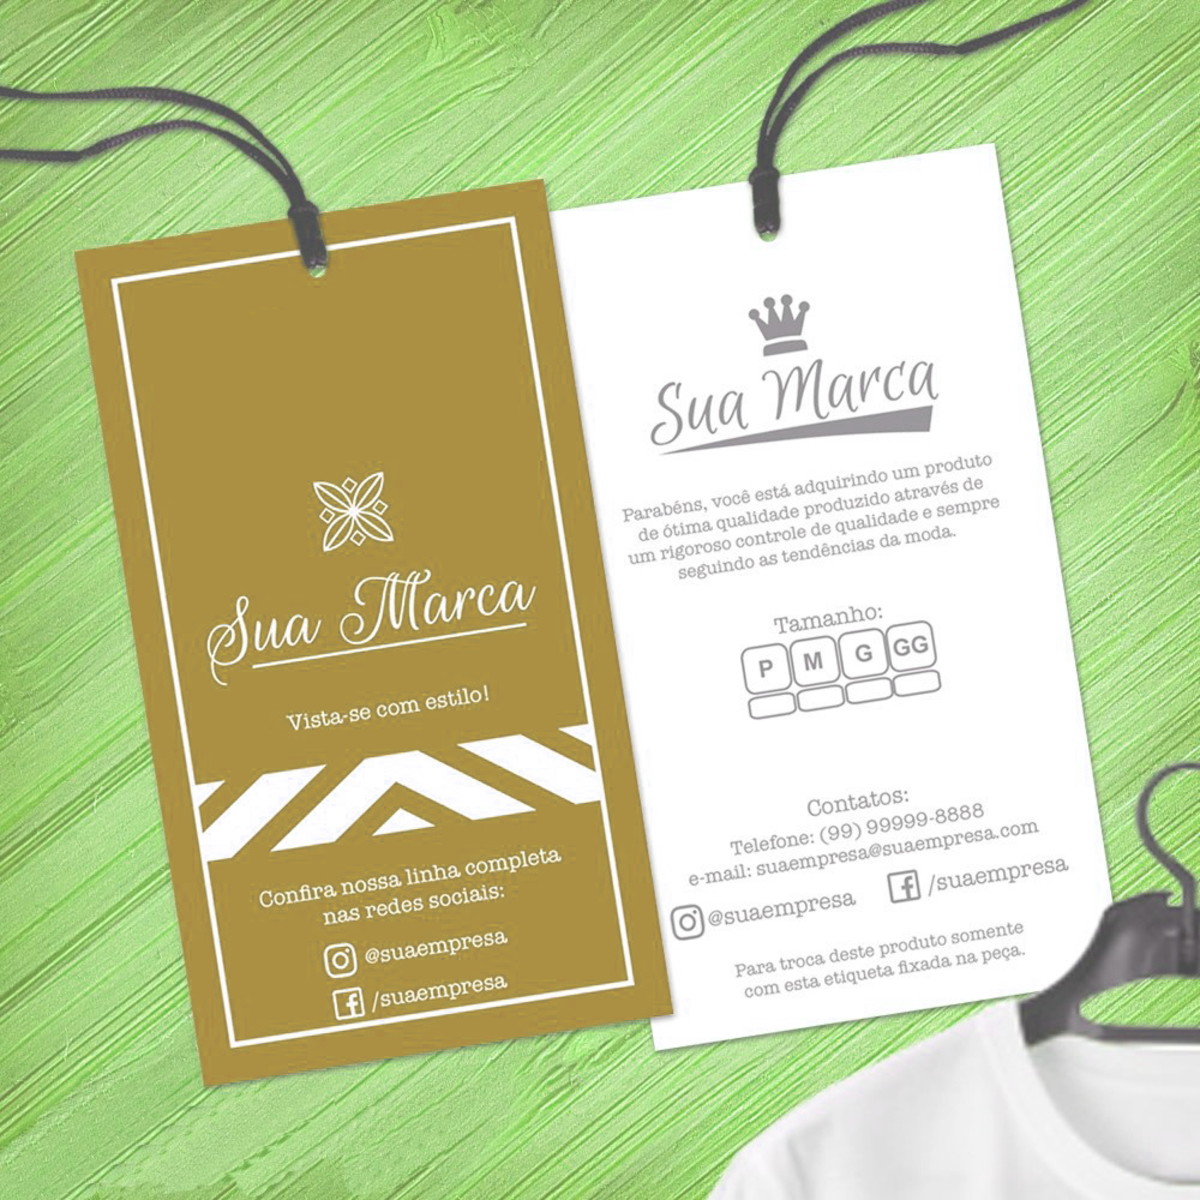 Sua Marca
Vista-se com estilo!
Confira nossa linha completa
nas redes sociais:
@suaempresa
/suaempresa
Sua Marca
Parabéns, você está adquirindo um produto
de ótima qualidade produzido através de
um rigoroso controle de qualidade e sempre
seguindo as tendências da moda.
Tamanho:
P M G GG
Contatos:
Telefone: (99) 99999-8888
e-mail: suaempresa@suaempresa.com
@suaempresa /suaempresa
Para troca deste produto somente
com esta etiqueta fixada na peça.